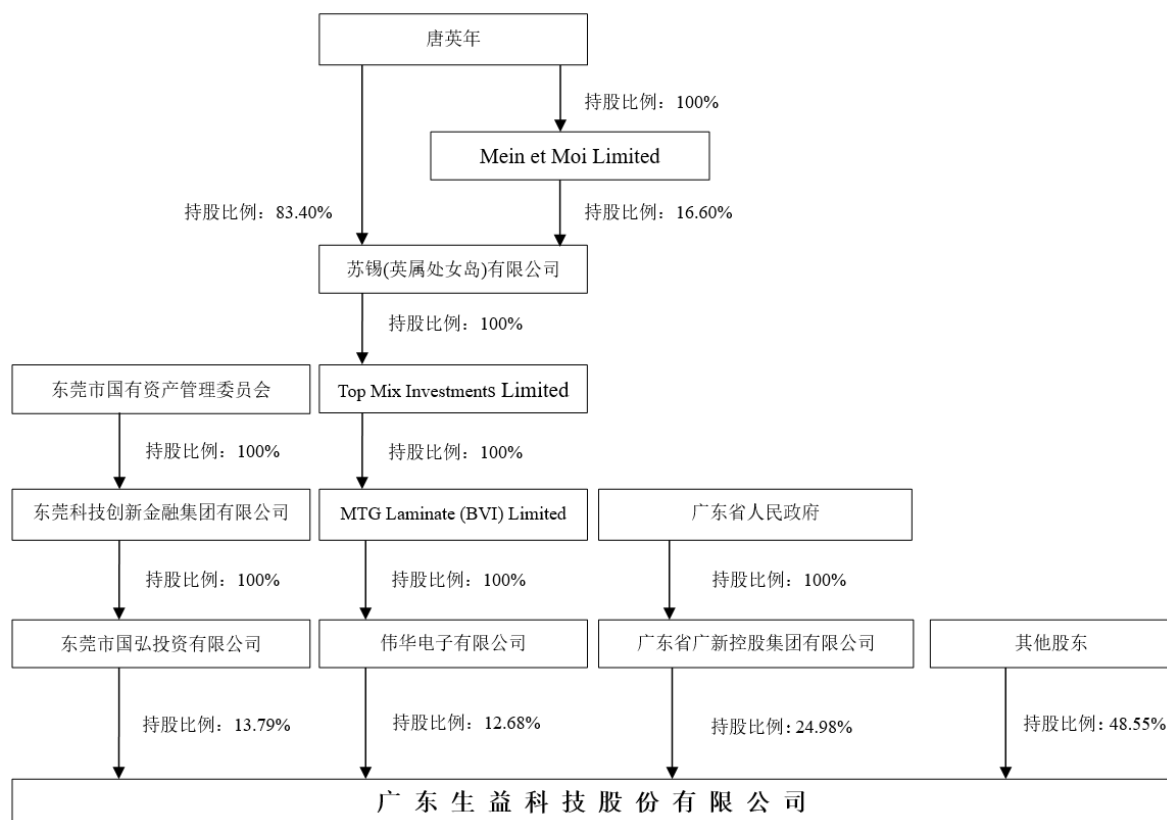 唐英年
持股比例：100%
Mein et Moi Limited
持股比例：83.40%
持股比例：16.60%
苏锡(英属处女岛)有限公司
持股比例：100%
东莞市国有资产管理委员会
Top Mix Investments Limited
持股比例：100%
持股比例：100%
东莞科技创新金融集团有限公司
MTG Laminate (BVI) Limited
广东省人民政府
持股比例：100%
持股比例：100%
持股比例：100%
东莞市国弘投资有限公司
伟华电子有限公司
广东省广新控股集团有限公司
其他股东
持股比例：13.79%
持股比例：12.68%
持股比例：24.98%
持股比例：48.55%
广东生益科技股份有限公司